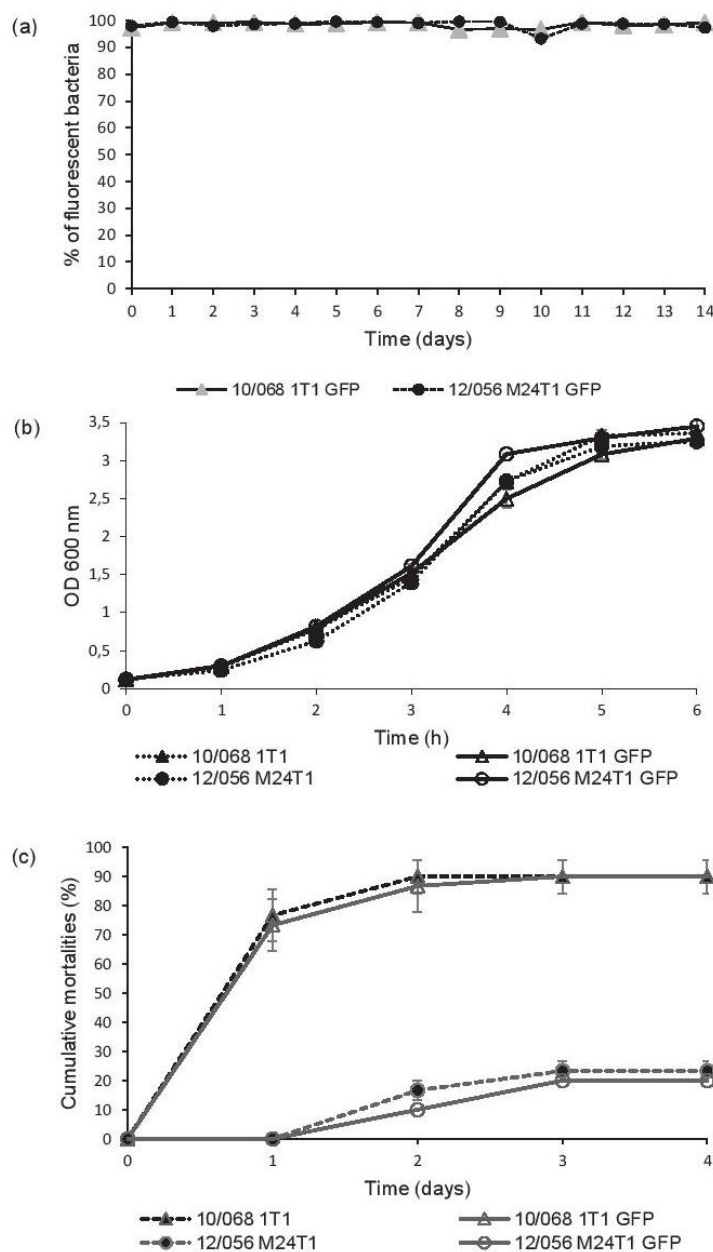 (a)
% of fluorescent bacteria
100
90
80
70
60
50
40
30
20
10
0
0 1 2 3 4 5 6 7 8 9 10 11 12 13 14
Time (days)
10/068 1T1 GFP 12/056 M24T1 GFP
(b)
OD 600 nm
3,5
3
2,5
2
1,5
1
0,5
0
0 1 2 3 4 5 6
Time (h)
10/068 1T1 10/068 1T1 GFP
12/056 M24T1 12/056 M24T1 GFP
(c)
Cumulative mortalities (%)
100
90
80
70
60
50
40
30
20
10
0
0 1 2 3 4
Time (days)
10/068 1T1 10/068 1T1 GFP
12/056 M24T1 12/056 M24T1 GFP